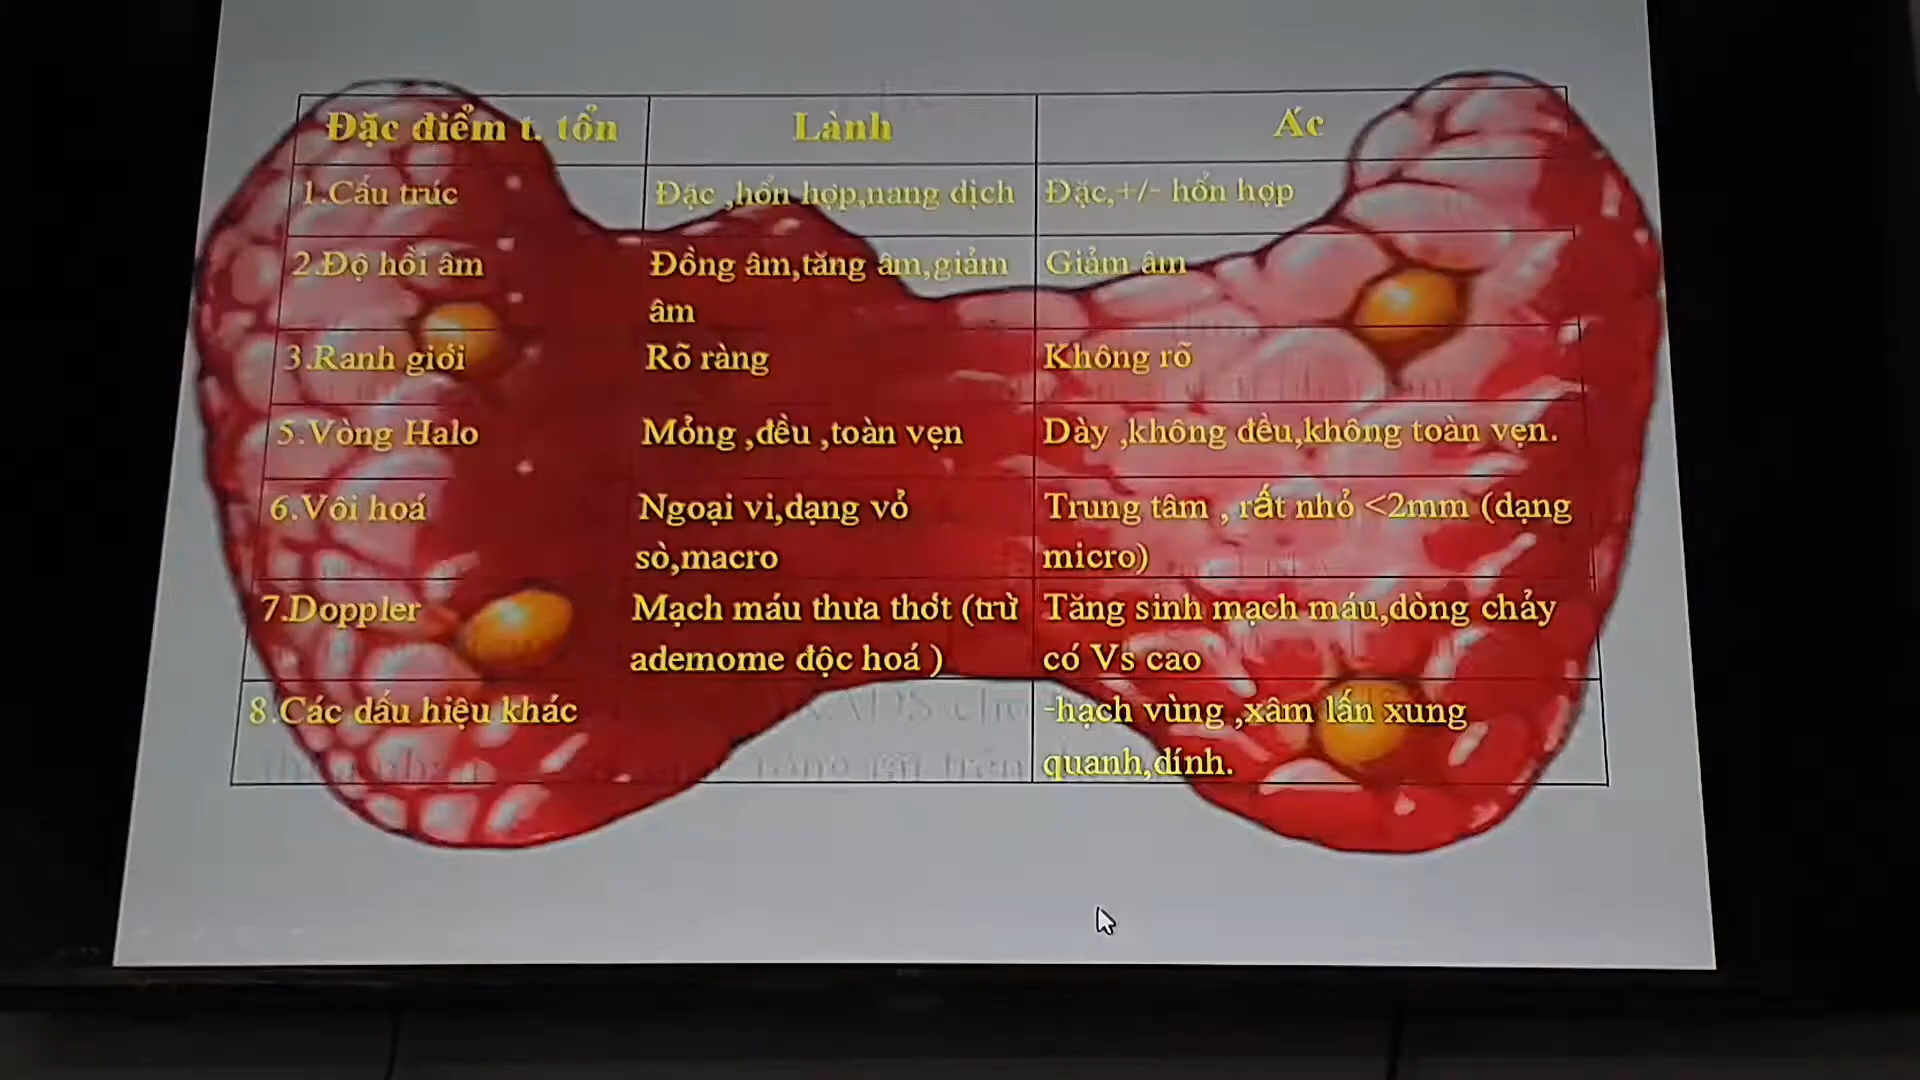 Đặc điểm t. tổn
Lành
Ác
1.Cấu trúc
Đặc ,hổn hợp,nang dịch
Đặc,+/- hổn hợp
2.Độ hồi âm
Đồng âm,tăng âm,giảm
âm
Giảm âm
3.Ranh giới
Rõ ràng
Không rõ
5.Vòng Halo
Mỏng ,đều ,toàn vẹn
Dày ,không đều,không toàn vẹn.
6.Vôi hoá
Ngoại vi,dạng vỏ
sò,macro
Trung tâm , rất nhỏ <2mm (dạng
micro)
7.Doppler
Mạch máu thưa thớt (trừ
ademome độc hoá )
Tăng sinh mạch máu,dòng chảy
có Vs cao
8.Các dấu hiệu khác
-hạch vùng ,xâm lấn xung
quanh,dính.